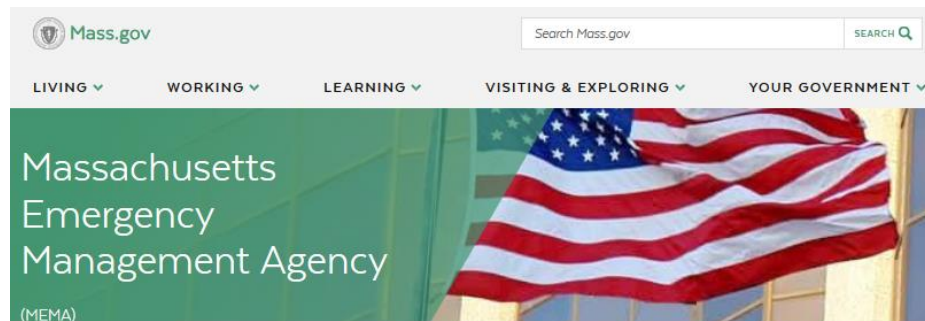 Mass.gov
Search Mass.gov
SEARCH
LIVING
WORKING
LEARNING
VISITING & EXPLORING
YOUR GOVERNMENT
Massachusetts
Emergency
Management Agency
(MEMA)